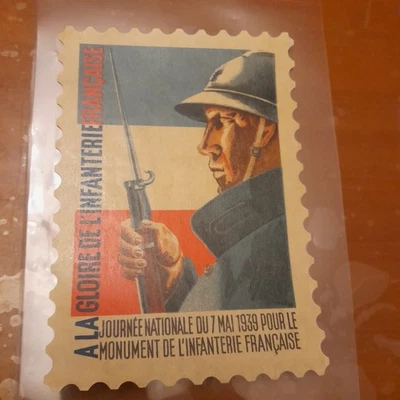 A LA GLOIRE DE L'INFANTERIE FRANÇAISE
JOURNÉE NATIONALE DU 7 MAI 1939 POUR LE
MONUMENT DE L'INFANTERIE FRANÇAISE